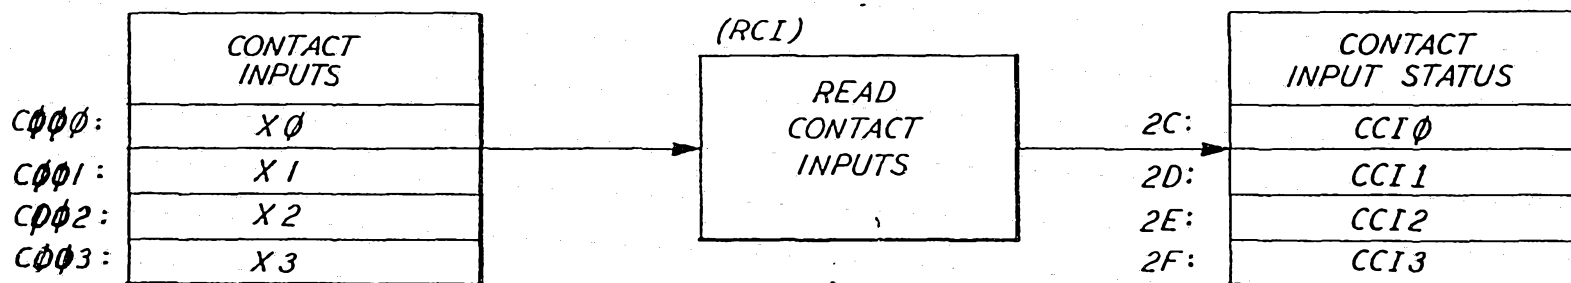 CONTACT
INPUTS
CØØØ: XØ
CØØ1: X1
CØØ2: X2
CØØ3: X3
(RCI)
READ
CONTACT
INPUTS
CONTACT
INPUT STATUS
2C: CCIØ
2D: CCI1
2E: CCI2
2F: CCI3